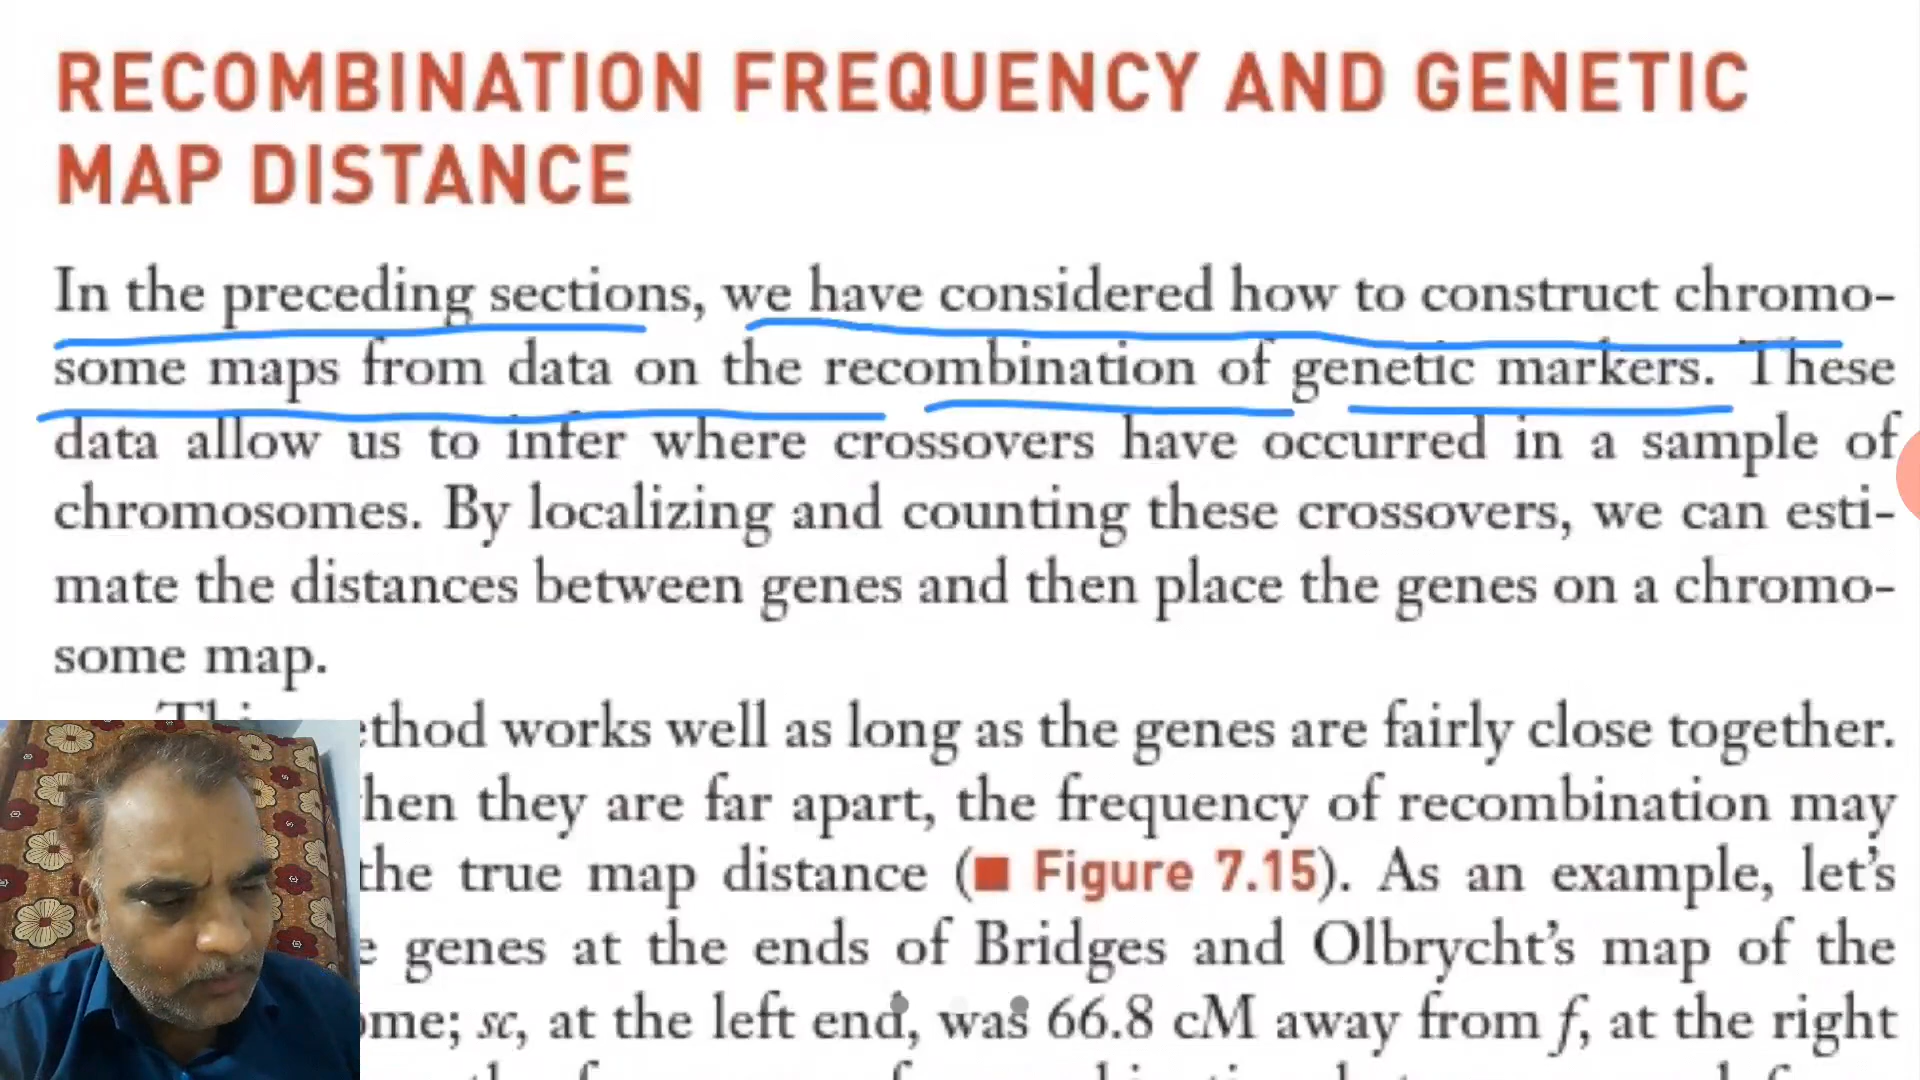 RECOMBINATION FREQUENCY AND GENETIC
MAP DISTANCE
In the preceding sections, we have considered how to construct chromo-
some maps from data on the recombination of genetic markers. These
data allow us to infer where crossovers have occurred in a sample of
chromosomes. By localizing and counting these crossovers, we can esti-
mate the distances between genes and then place the genes on a chromo-
some map.
works well as long as the genes are fairly close together.
they are far apart, the frequency of recombination may
the true map distance (■ Figure 7.15). As an example, let's
genes at the ends of Bridges and Olbrycht's map of the
sc, at the left end, was 66.8 cM away from f, at the right